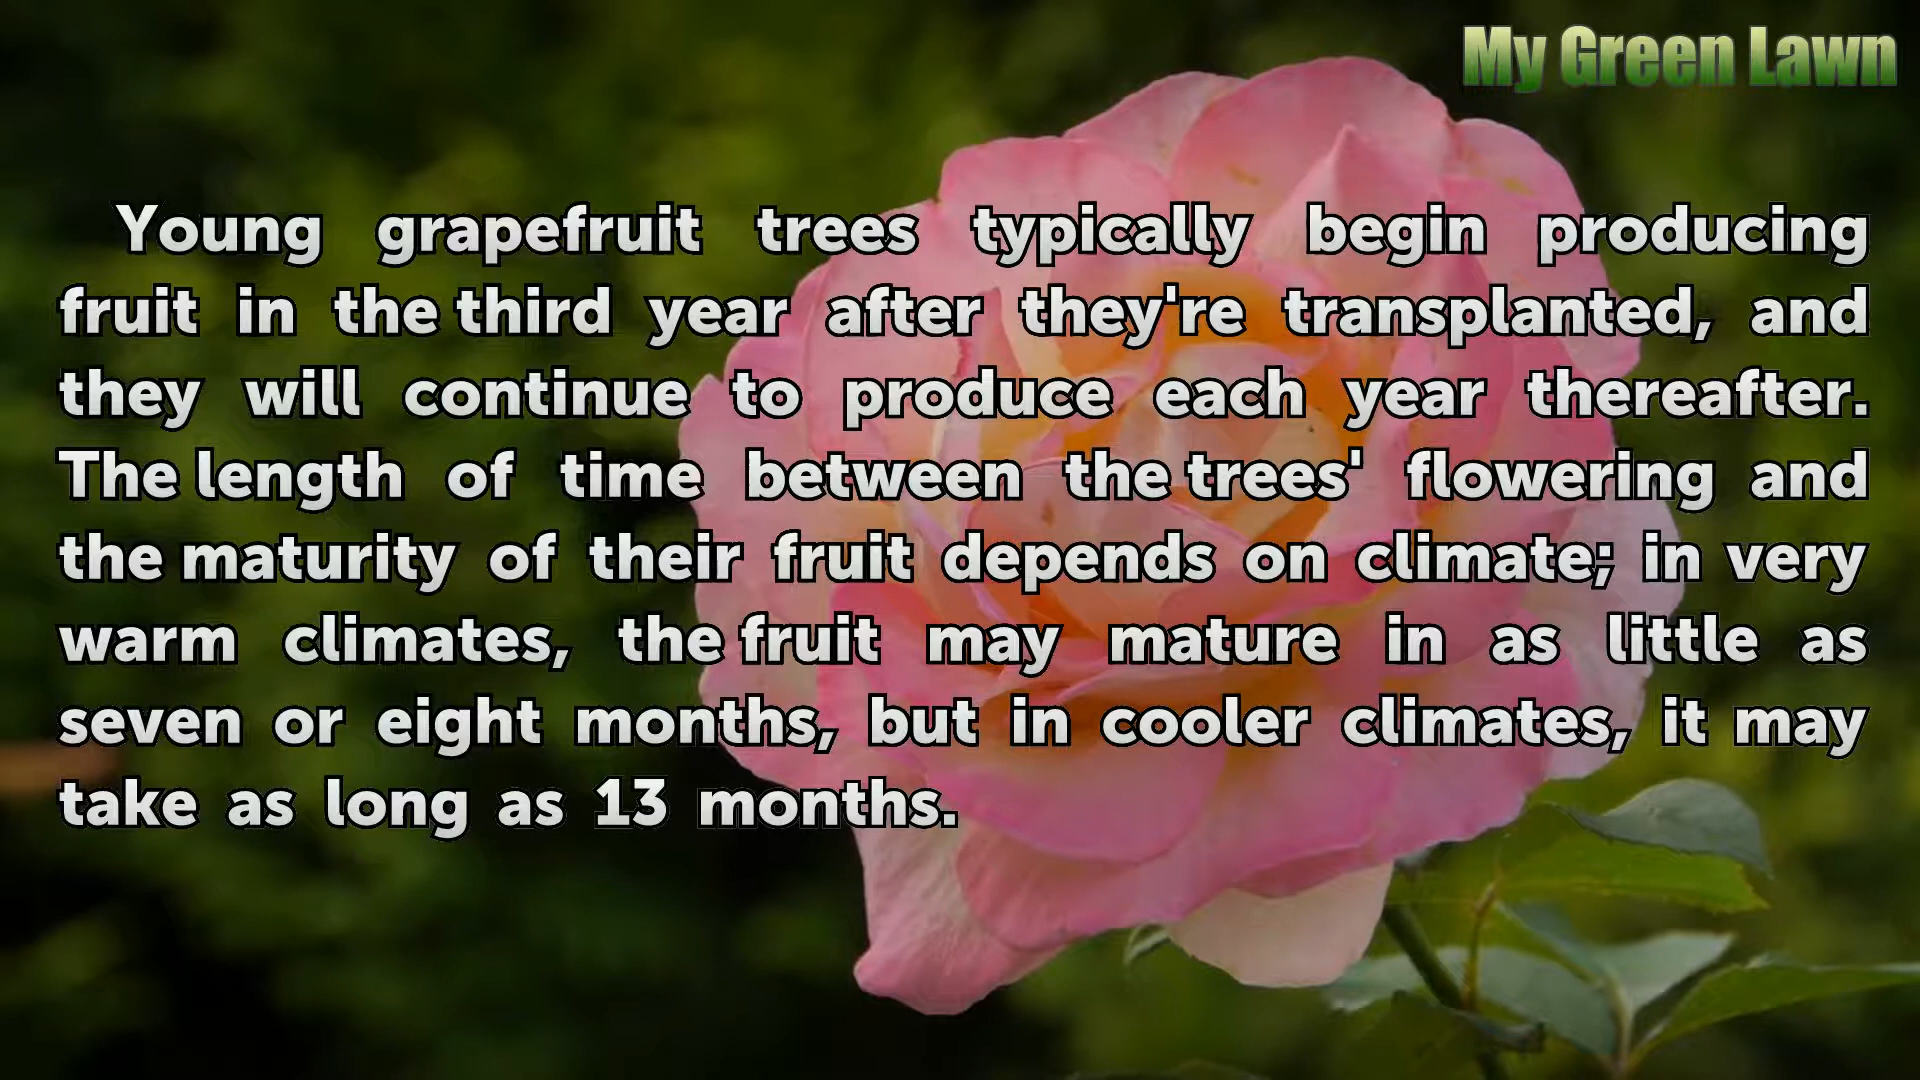 My Green Lawn
Young grapefruit trees typically begin producing
fruit in the third year after they're transplanted, and
they will continue to produce each year thereafter.
The length of time between the trees' flowering and
the maturity of their fruit depends on climate; in very
warm climates, the fruit may mature in as little as
seven or eight months, but in cooler climates, it may
take as long as 13 months.